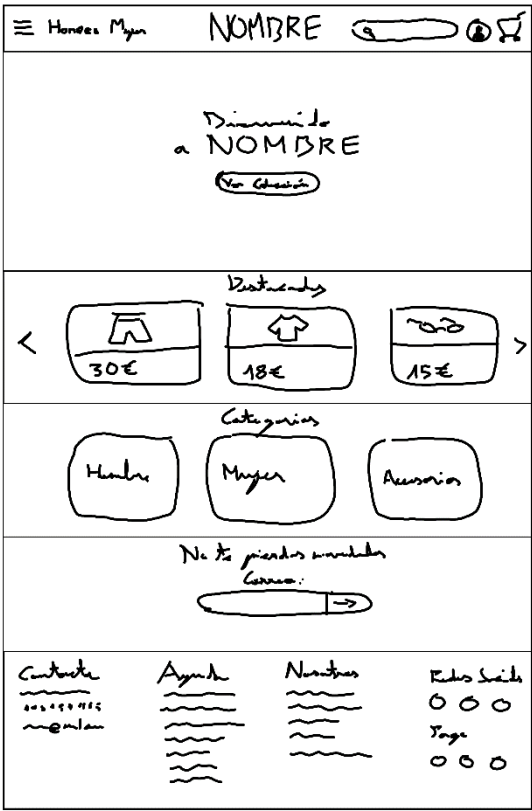 Hombre Mujer
NOMBRE
Bienvenido
a NOMBRE
Ver Colección
Destacados
30€
18€
15€
Categorias
Hombre
Mujer
Accesorios
No te pierdas novedades
Correo:
Contacto
Ayuda
Nosotros
Redes Sociales
Pago